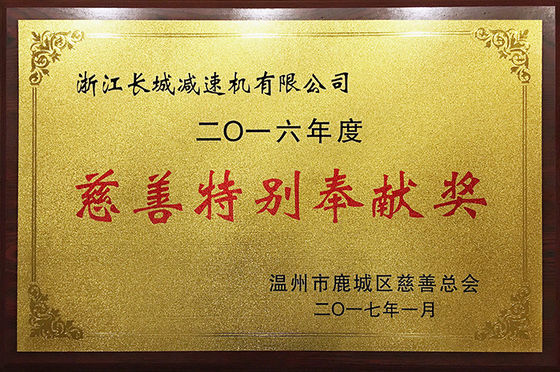 浙江长城减速机有限公司
二〇一六年度
慈善特别奉献奖
温州市鹿城区慈善总会
二〇一七年一月